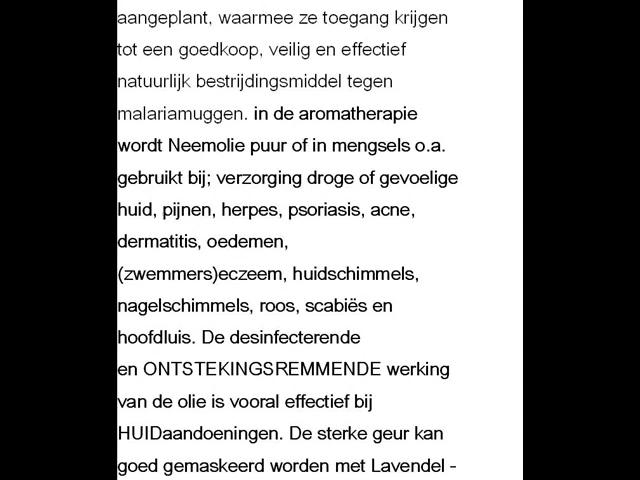 aangeplant, waarmee ze toegang krijgen
tot een goedkoop, veilig en effectief
natuurlijk bestrijdingsmiddel tegen
malariamuggen. in de aromatherapie
wordt Neemolie puur of in mengsels o.a.
gebruikt bij; verzorging droge of gevoelige
huid, pijnen, herpes, psoriasis, acne,
dermatitis, oedemen,
(zwemmers)eczeem, huidschimmels,
nagelschimmels, roos, scabiës en
hoofdluis. De desinfecterende
en ONTSTEKINGSREMMENDE werking
van de olie is vooral effectief bij
HUIDaandoeningen. De sterke geur kan
goed gemaskeerd worden met Lavendel -